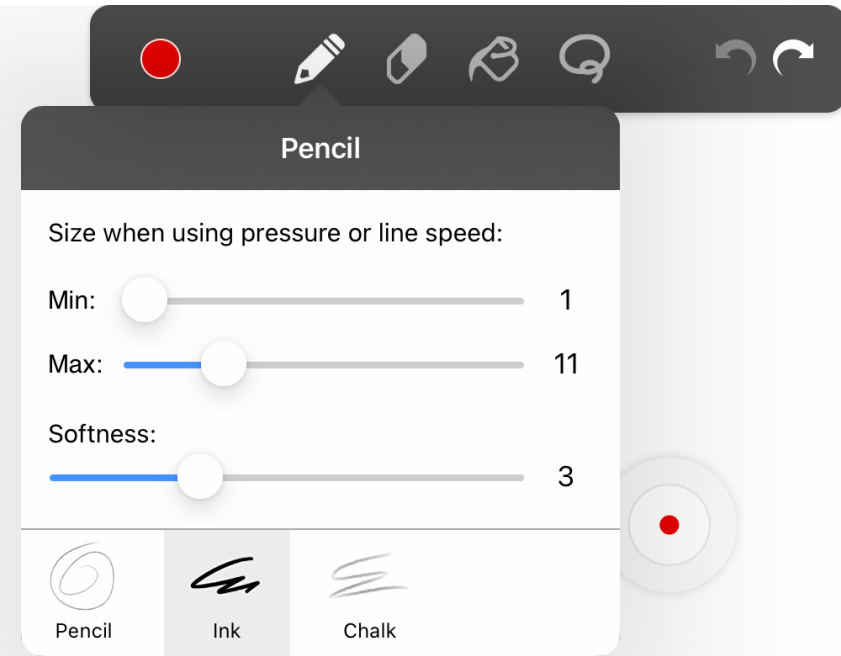 Pencil
Size when using pressure or line speed:
Min: 1
Max: 11
Softness:
3
Pencil Ink Chalk